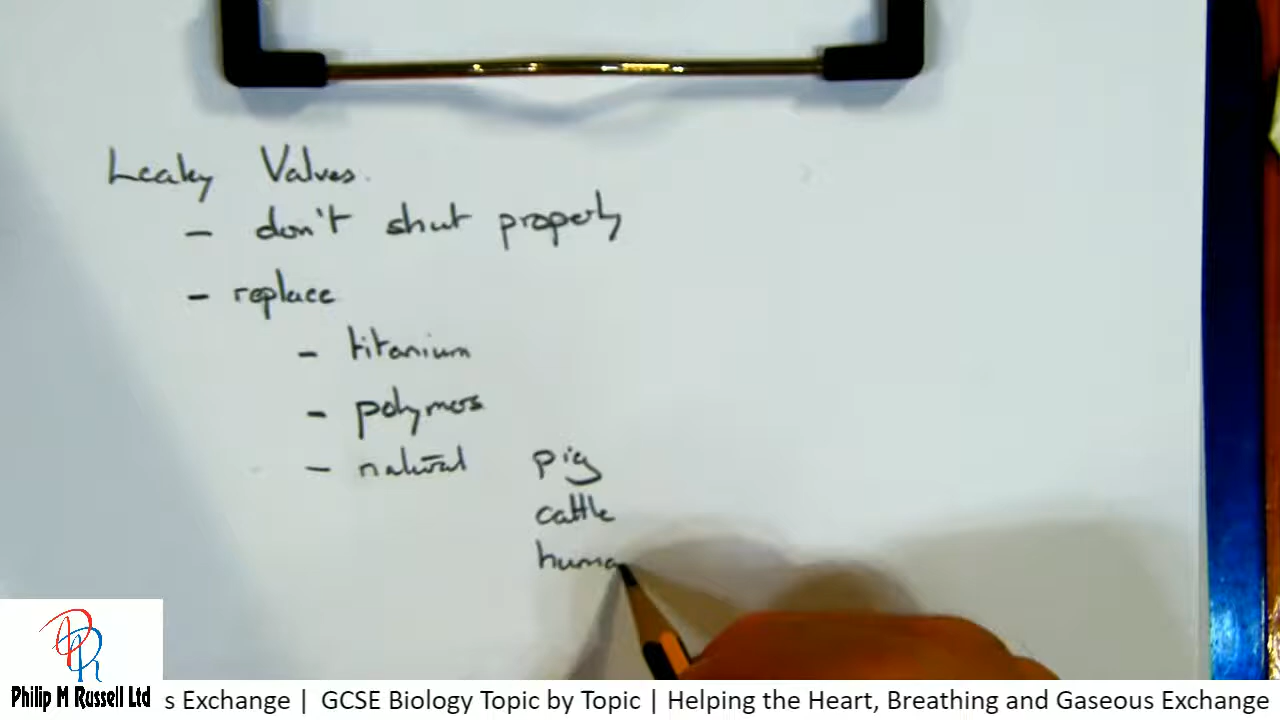 Leaky Valves.
- don't shut properly
- replace
- titanium
- polymers
- natural pig
cattle
huma
Philip M Russell Ltd
s Exchange | GCSE Biology Topic by Topic | Helping the Heart, Breathing and Gaseous Exchange